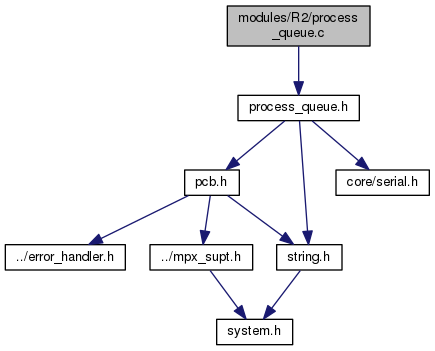 modules/R2/process
_queue.c
process_queue.h
pcb.h
core/serial.h
../error_handler.h
../mpx_supt.h
string.h
system.h